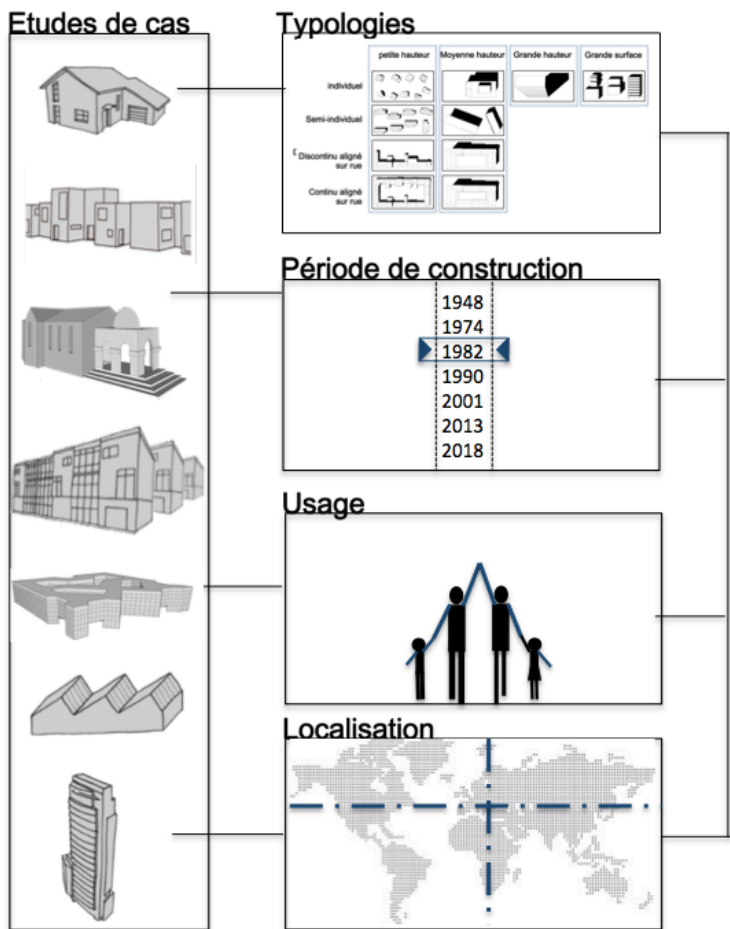 Etudes de cas
Typologies
petite hauteur
Moyenne hauteur
Grande hauteur
Grande surface
individuel
Semi-individuel
Discontinu aligné
sur rue
Continu aligné
sur rue
Période de construction
1948
1974
1982
1990
2001
2013
2018
Usage
Localisation